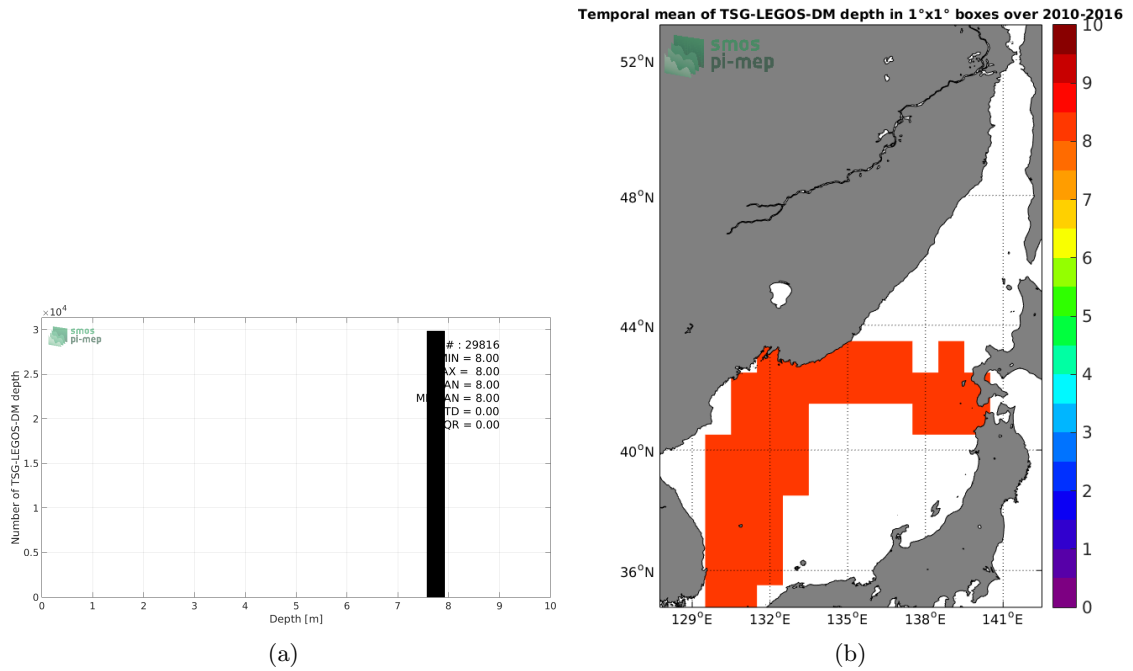 Temporal mean of TSG-LEGOS-DM depth in 1°x1° boxes over 2010-2016
smos
pi-mep
52°N
48°N
44°N
40°N
36°N
129°E 132°E 135°E 138°E 141°E
10
9
8
7
6
5
4
3
2
1
0
×10⁴
smos
pi-mep
# : 29816
IN = 8.00
AX = 8.00
AN = 8.00
M AN = 8.00
TD = 0.00
QR = 0.00
3
2.5
2
1.5
1
0.5
0
Number of TSG-LEGOS-DM depth
0 1 2 3 4 5 6 7 8 9 10
Depth [m]
(a) (b)